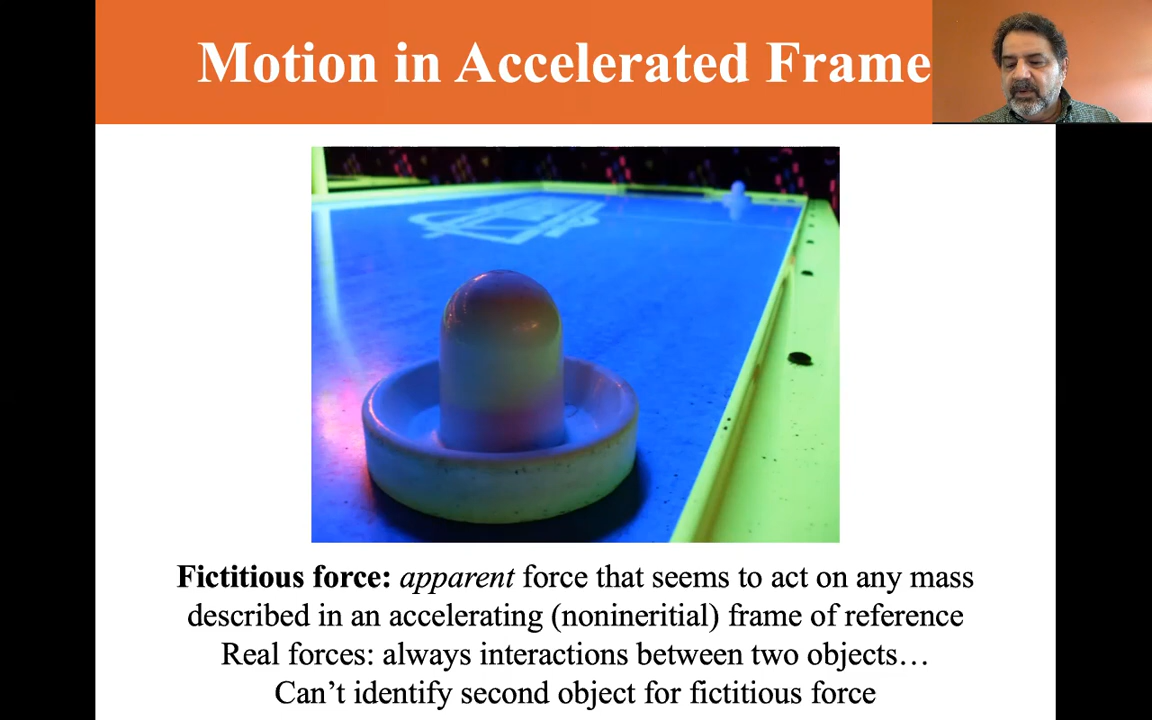 Motion in Accelerated Frame
Fictitious force: apparent force that seems to act on any mass
described in an accelerating (nonineritial) frame of reference
Real forces: always interactions between two objects…
Can’t identify second object for fictitious force